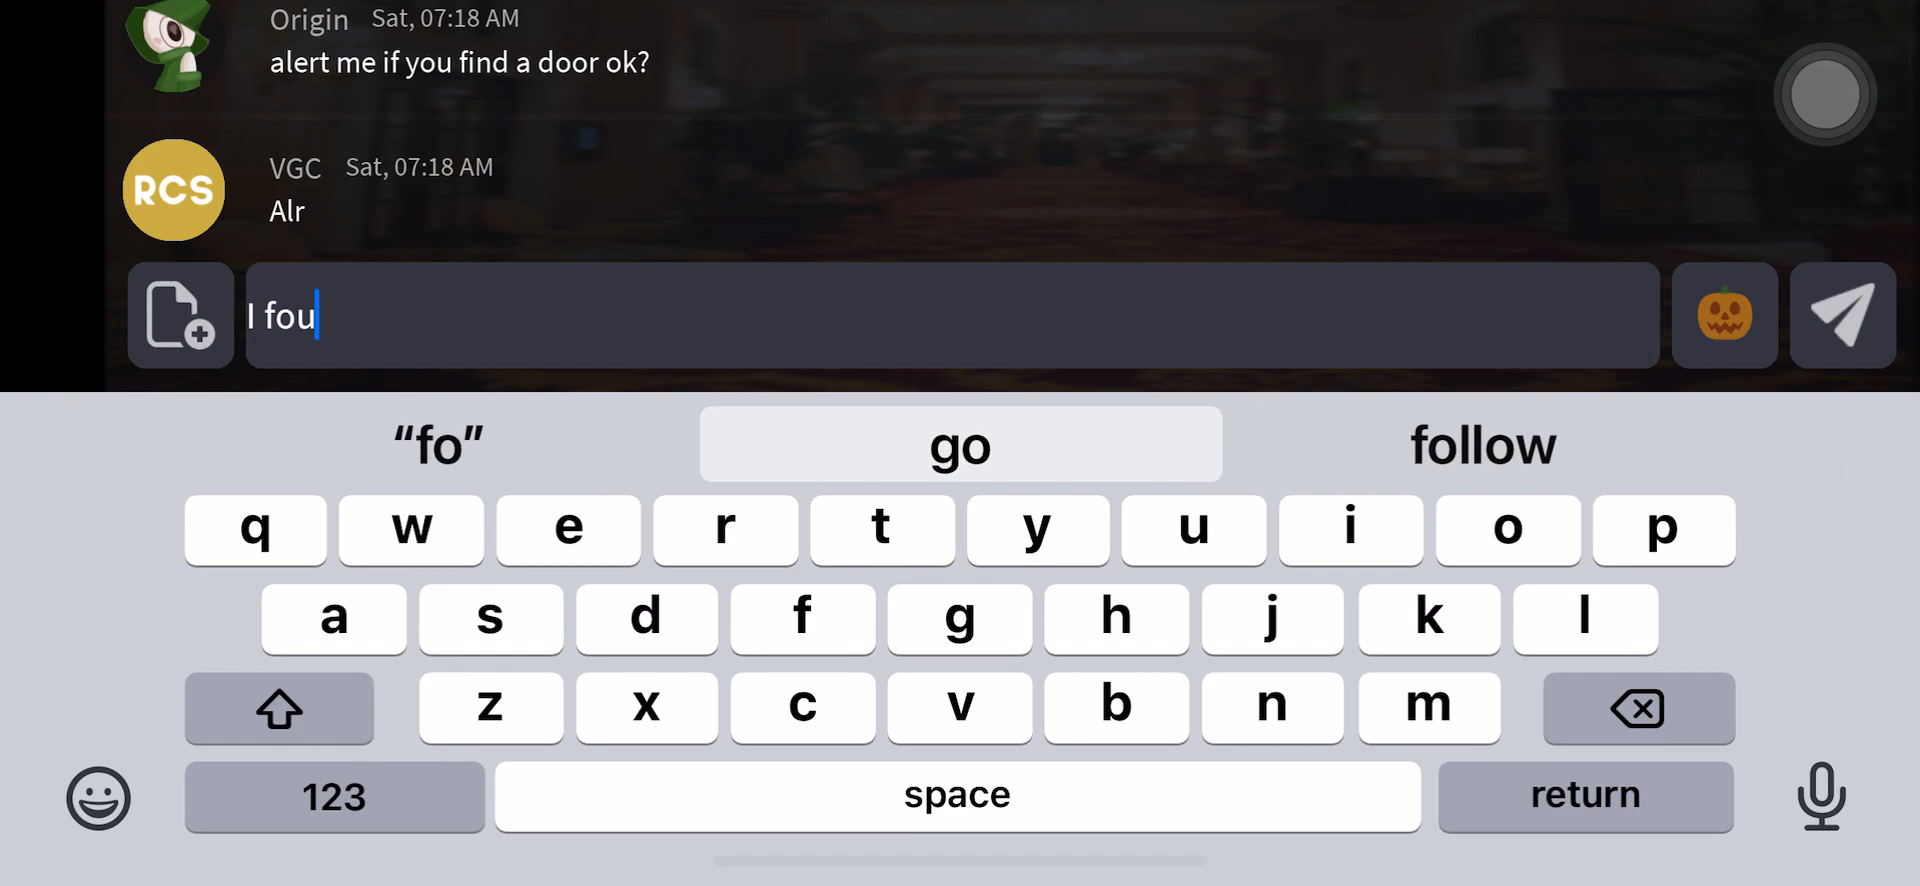 Origin Sat, 07:18 AM
alert me if you find a door ok?
RCS
VGC Sat, 07:18 AM
Alr
I fou
“fo” go follow
q w e r t y u i o p
a s d f g h j k l
z x c v b n m
123 space return